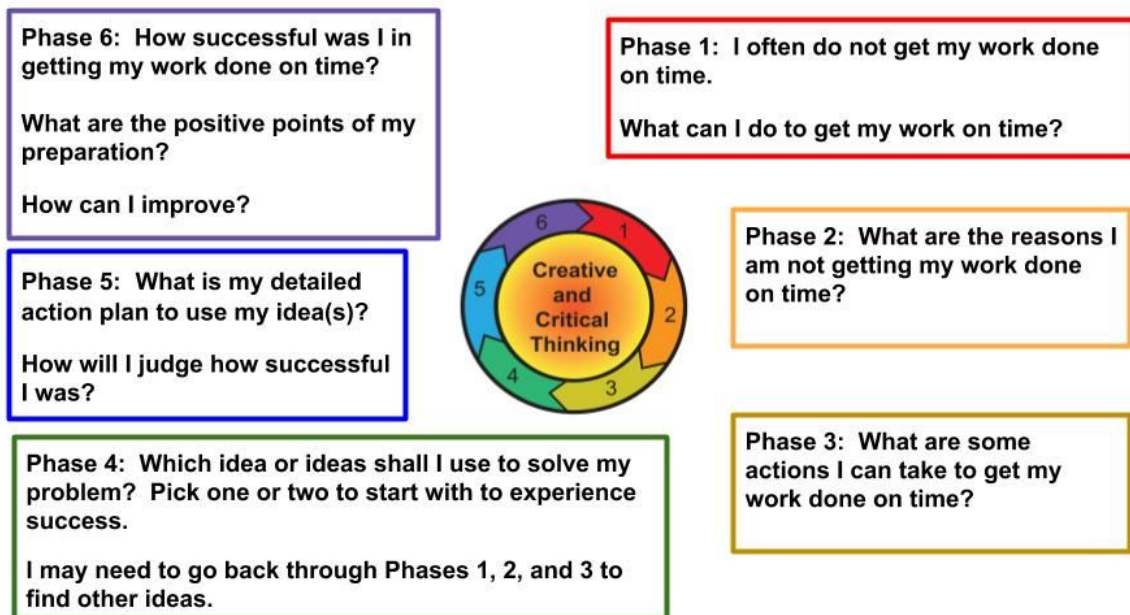 Phase 1:  I often do not get my work done
on time.
What can I do to get my work on time?
Phase 2:  What are the reasons I
am not getting my work done
on time?
Phase 3:  What are some
actions I can take to get my
work done on time?
Phase 4:  Which idea or ideas shall I use to solve my
problem?  Pick one or two to start with to experience
success.
I may need to go back through Phases 1, 2, and 3 to
find other ideas.
Phase 5:  What is my detailed
action plan to use my idea(s)?
How will I judge how successful
I was?
Phase 6:  How successful was I in
getting my work done on time?
What are the positive points of my
preparation?
How can I improve?
Creative
and
Critical
Thinking
1
2
3
4
5
6